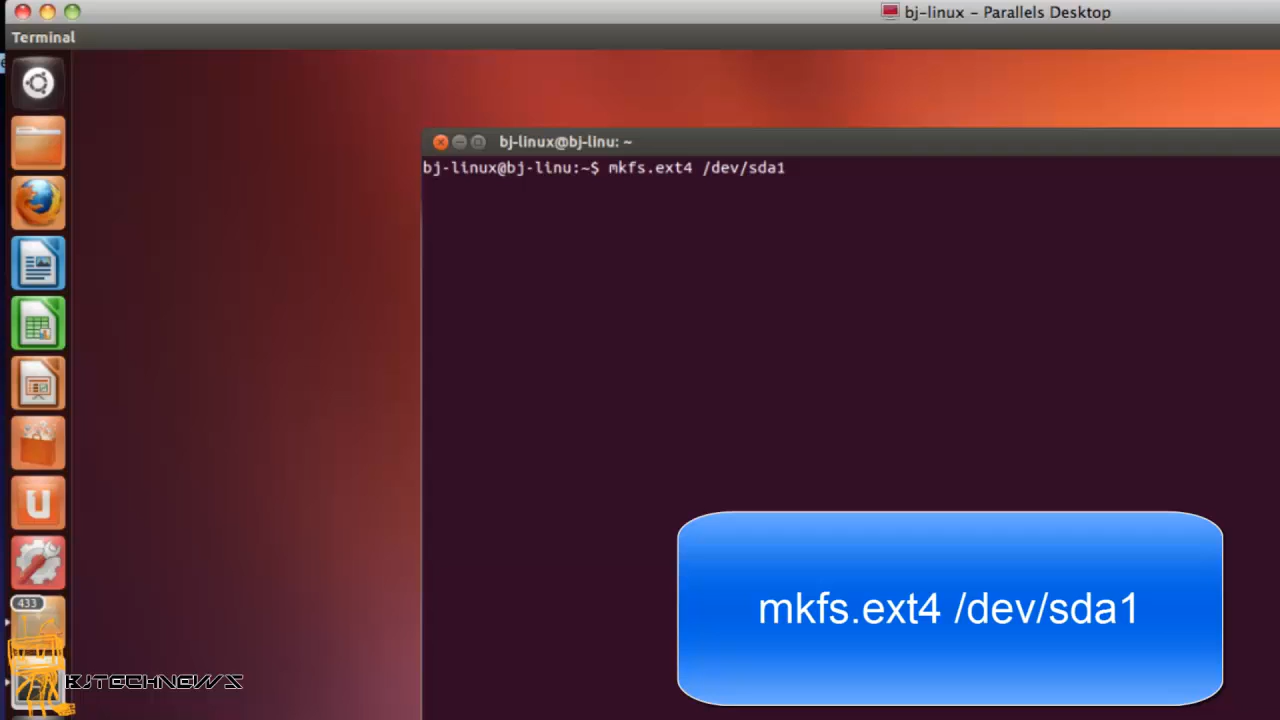 bj-linux - Parallels Desktop
Terminal
bj-linux@bj-linu: ~
bj-linux@bj-linu:~$ mkfs.ext4 /dev/sda1
mkfs.ext4 /dev/sda1
433
BJTECHNEWS